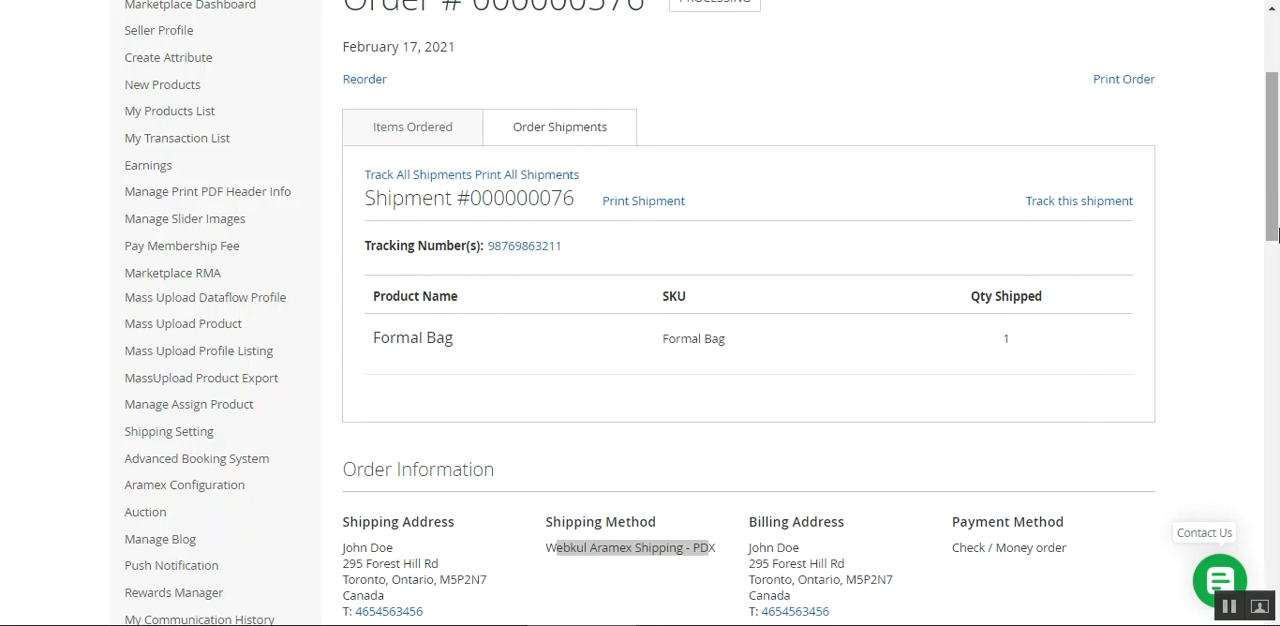 Marketplace Dashboard
Seller Profile
Create Attribute
New Products
My Products List
My Transaction List
Earnings
Manage Print PDF Header Info
Manage Slider Images
Pay Membership Fee
Marketplace RMA
Mass Upload Dataflow Profile
Mass Upload Product
Mass Upload Profile Listing
MassUpload Product Export
Manage Assign Product
Shipping Setting
Advanced Booking System
Aramex Configuration
Auction
Manage Blog
Push Notification
Rewards Manager
My Communication History
Order # 000000576 PROCESSING
February 17, 2021
Reorder Print Order
Items Ordered Order Shipments
Track All Shipments Print All Shipments
Shipment #000000076 Print Shipment Track this shipment
Tracking Number(s): 98769863211
Product Name SKU Qty Shipped
Formal Bag Formal Bag 1
Order Information
Shipping Address
John Doe
295 Forest Hill Rd
Toronto, Ontario, M5P2N7
Canada
T: 4654563456
Shipping Method
Webkul Aramex Shipping - PDX
Billing Address
John Doe
295 Forest Hill Rd
Toronto, Ontario, M5P2N7
Canada
T: 4654563456
Payment Method
Check / Money order
Contact Us